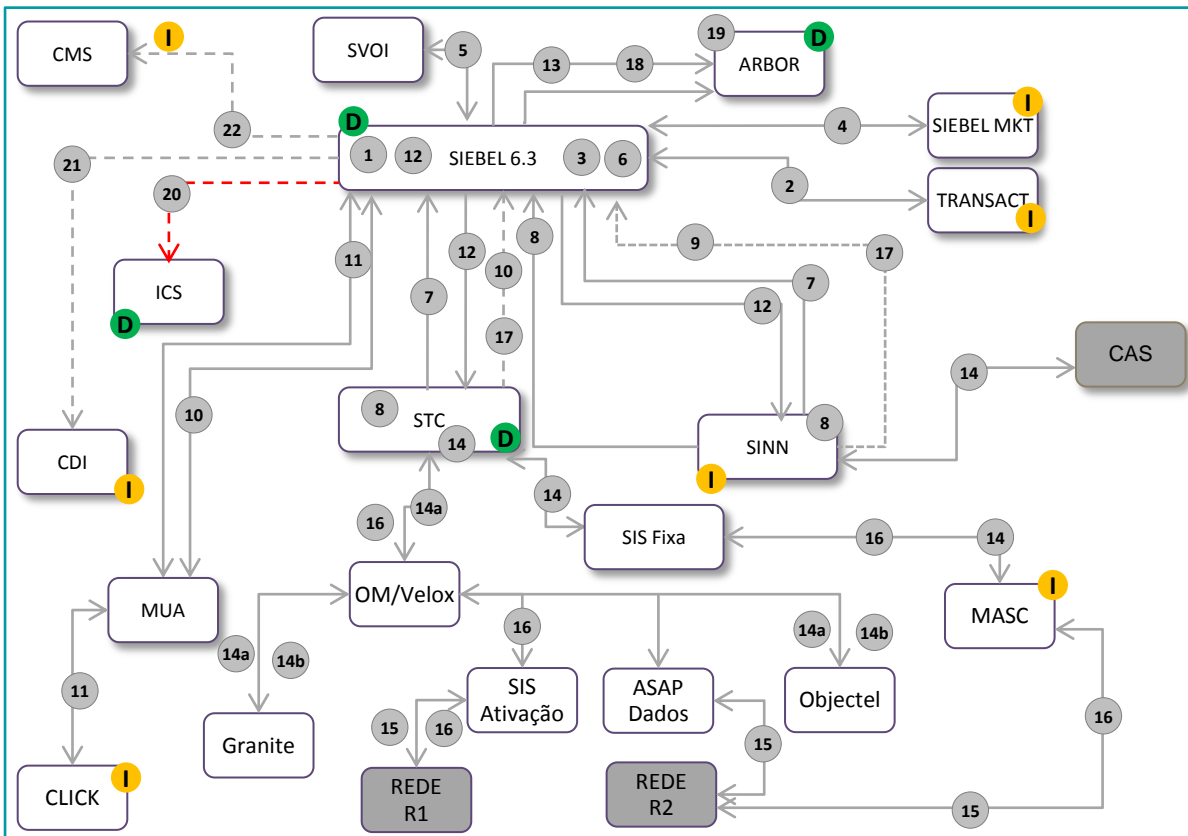 CMS
I
SVOI
5
19
D
ARBOR
13
18
I
SIEBEL MKT
4
22
D
1
12
SIEBEL 6.3
3
6
21
2
TRANSACT
I
20
11
12
10
8
9
17
7
7
12
17
ICS
D
CAS
14
10
8
STC
14
D
8
SINN
I
CDI
I
16
14a
14
SIS Fixa
16
14
MUA
OM/Velox
I
MASC
14a
14b
16
14a
14b
11
SIS
Ativação
ASAP
Dados
Objectel
Granite
15
16
15
16
I
CLICK
REDE
R1
REDE
R2
15